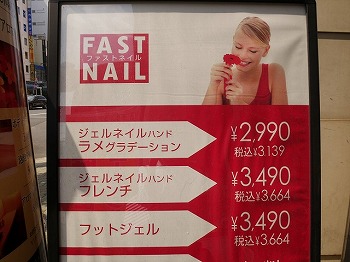 FAST
ファストネイル
NAIL
ジェルネイルハンド
ラメグラデーション
¥2,990
税込¥3,139
ジェルネイルハンド
フレンチ
¥3,490
税込¥3,664
フットジェル
¥3,490
税込¥3,664